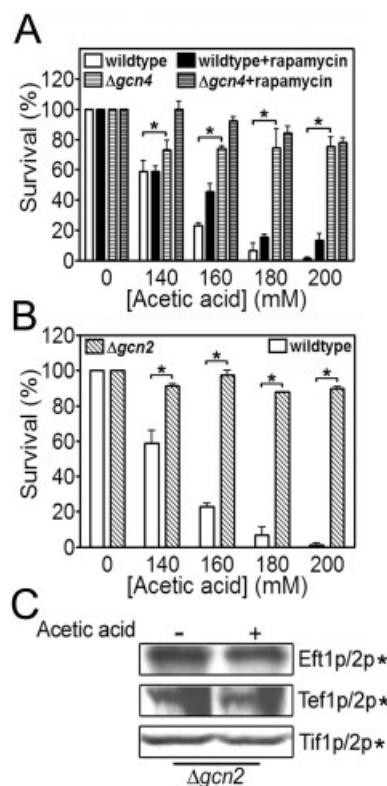 A
wildtype wildtype+rapamycin
Δgcn4 Δgcn4+rapamycin
Survival (%)
120
100
80
60
40
20
0
* * * *
0 140 160 180 200
[Acetic acid] (mM)
B
Δgcn2 wildtype
Survival (%)
120
100
80
60
40
20
0
* * * *
0 140 160 180 200
[Acetic acid] (mM)
C
Acetic acid - +
Eft1p/2p*
Tef1p/2p*
Tif1p/2p*
Δgcn2